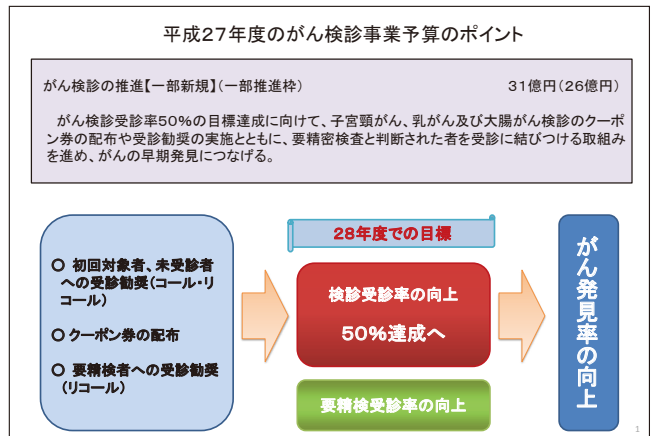 平成27年度のがん検診事業予算のポイント
がん検診の推進【一部新規】(一部推進枠) 31億円(26億円)
がん検診受診率50%の目標達成に向けて、子宮頸がん、乳がん及び大腸がん検診のクーポ
ン券の配布や受診勧奨の実施とともに、要精密検査と判断された者を受診に結びつける取組み
を進め、がんの早期発見につなげる。
○ 初回対象者、未受診者
への受診勧奨(コール・リ
コール)
○ クーポン券の配布
○ 要精検者への受診勧奨
(リコール)
28年度での目標
検診受診率の向上
50%達成へ
要精検受診率の向上
がん発見率の向上
1